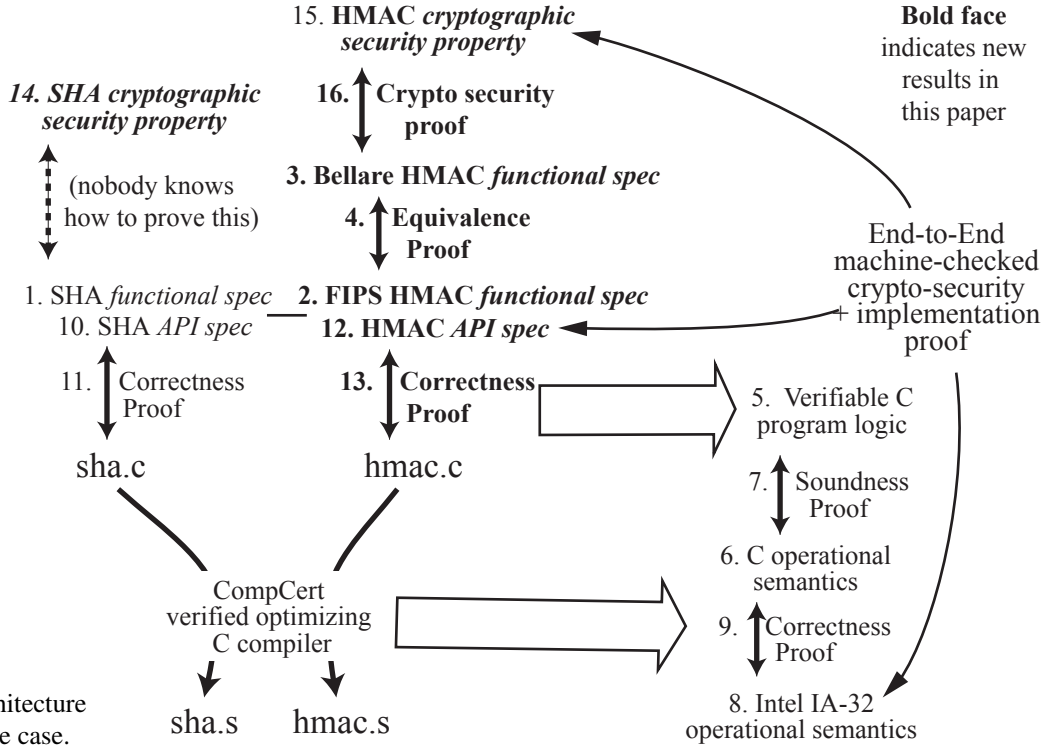 15. HMAC cryptographic
security property
Bold face
indicates new
results in
this paper
14. SHA cryptographic
security property
16. Crypto security
proof
(nobody knows
how to prove this)
3. Bellare HMAC functional spec
4. Equivalence
Proof
End-to-End
machine-checked
crypto-security
+ implementation
proof
1. SHA functional spec
2. FIPS HMAC functional spec
10. SHA API spec
12. HMAC API spec
11. Correctness
Proof
13. Correctness
Proof
5. Verifiable C
program logic
sha.c
hmac.c
7. Soundness
Proof
6. C operational
semantics
CompCert
verified optimizing
C compiler
9. Correctness
Proof
8. Intel IA-32
operational semantics
sha.s
hmac.s
case.